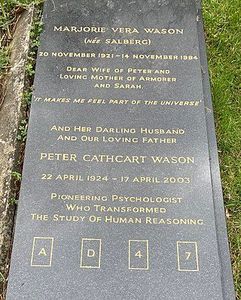 MARJORIE VERA WASON
(NÉE SALBERG)
20 NOVEMBER 1921 - 14 NOVEMBER 1984
DEAR WIFE OF PETER AND
LOVING MOTHER OF ARMORER
AND SARAH
'IT MAKES ME FEEL PART OF THE UNIVERSE'
AND HER DARLING HUSBAND
AND OUR LOVING FATHER
PETER CATHCART WASON
22 APRIL 1924 - 17 APRIL 2003
PIONEERING PSYCHOLOGIST
WHO TRANSFORMED
THE STUDY OF HUMAN REASONING
A D 4 7